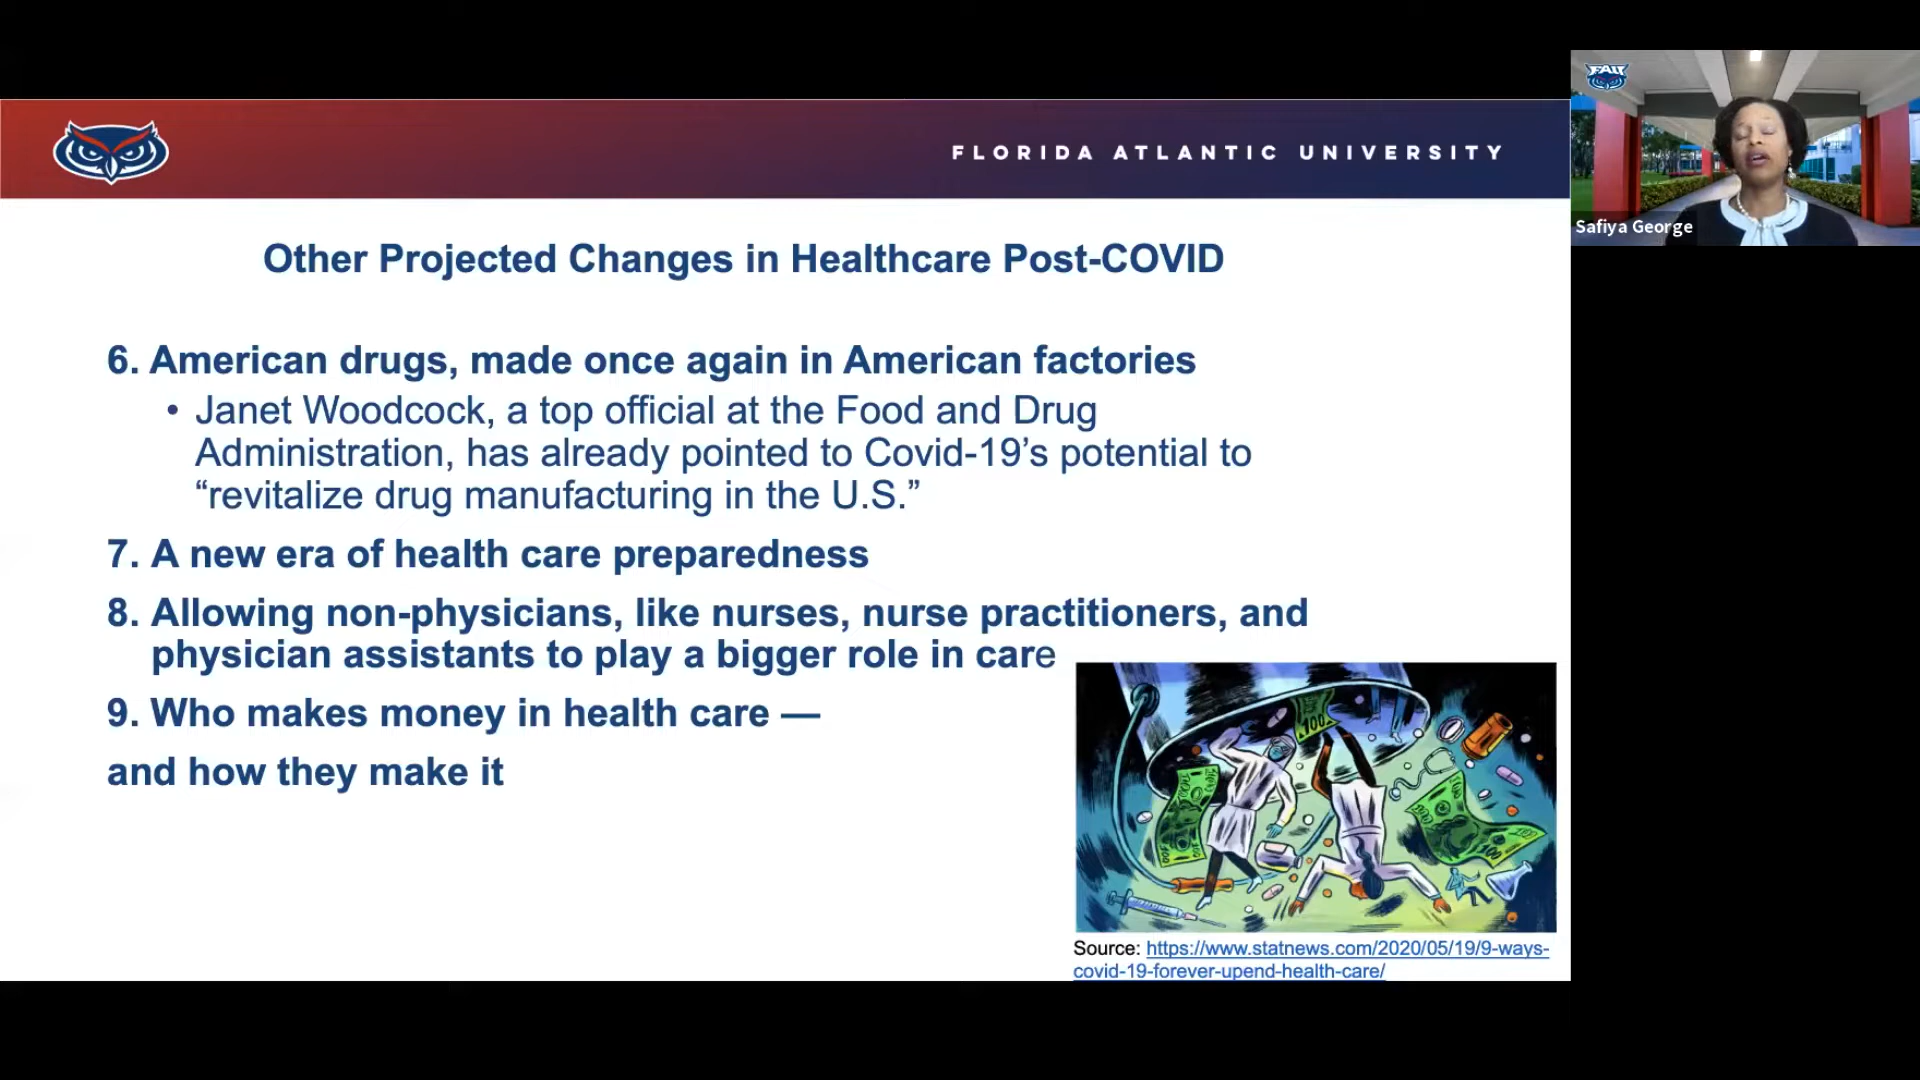 FLORIDA ATLANTIC UNIVERSITY
FAU
Safiya George
Other Projected Changes in Healthcare Post-COVID
6. American drugs, made once again in American factories
• Janet Woodcock, a top official at the Food and Drug
Administration, has already pointed to Covid-19’s potential to
“revitalize drug manufacturing in the U.S.”
7. A new era of health care preparedness
8. Allowing non-physicians, like nurses, nurse practitioners, and
physician assistants to play a bigger role in care
9. Who makes money in health care —
and how they make it
100
100
100
100
Source: https://www.statnews.com/2020/05/19/9-ways-
covid-19-forever-upend-health-care/